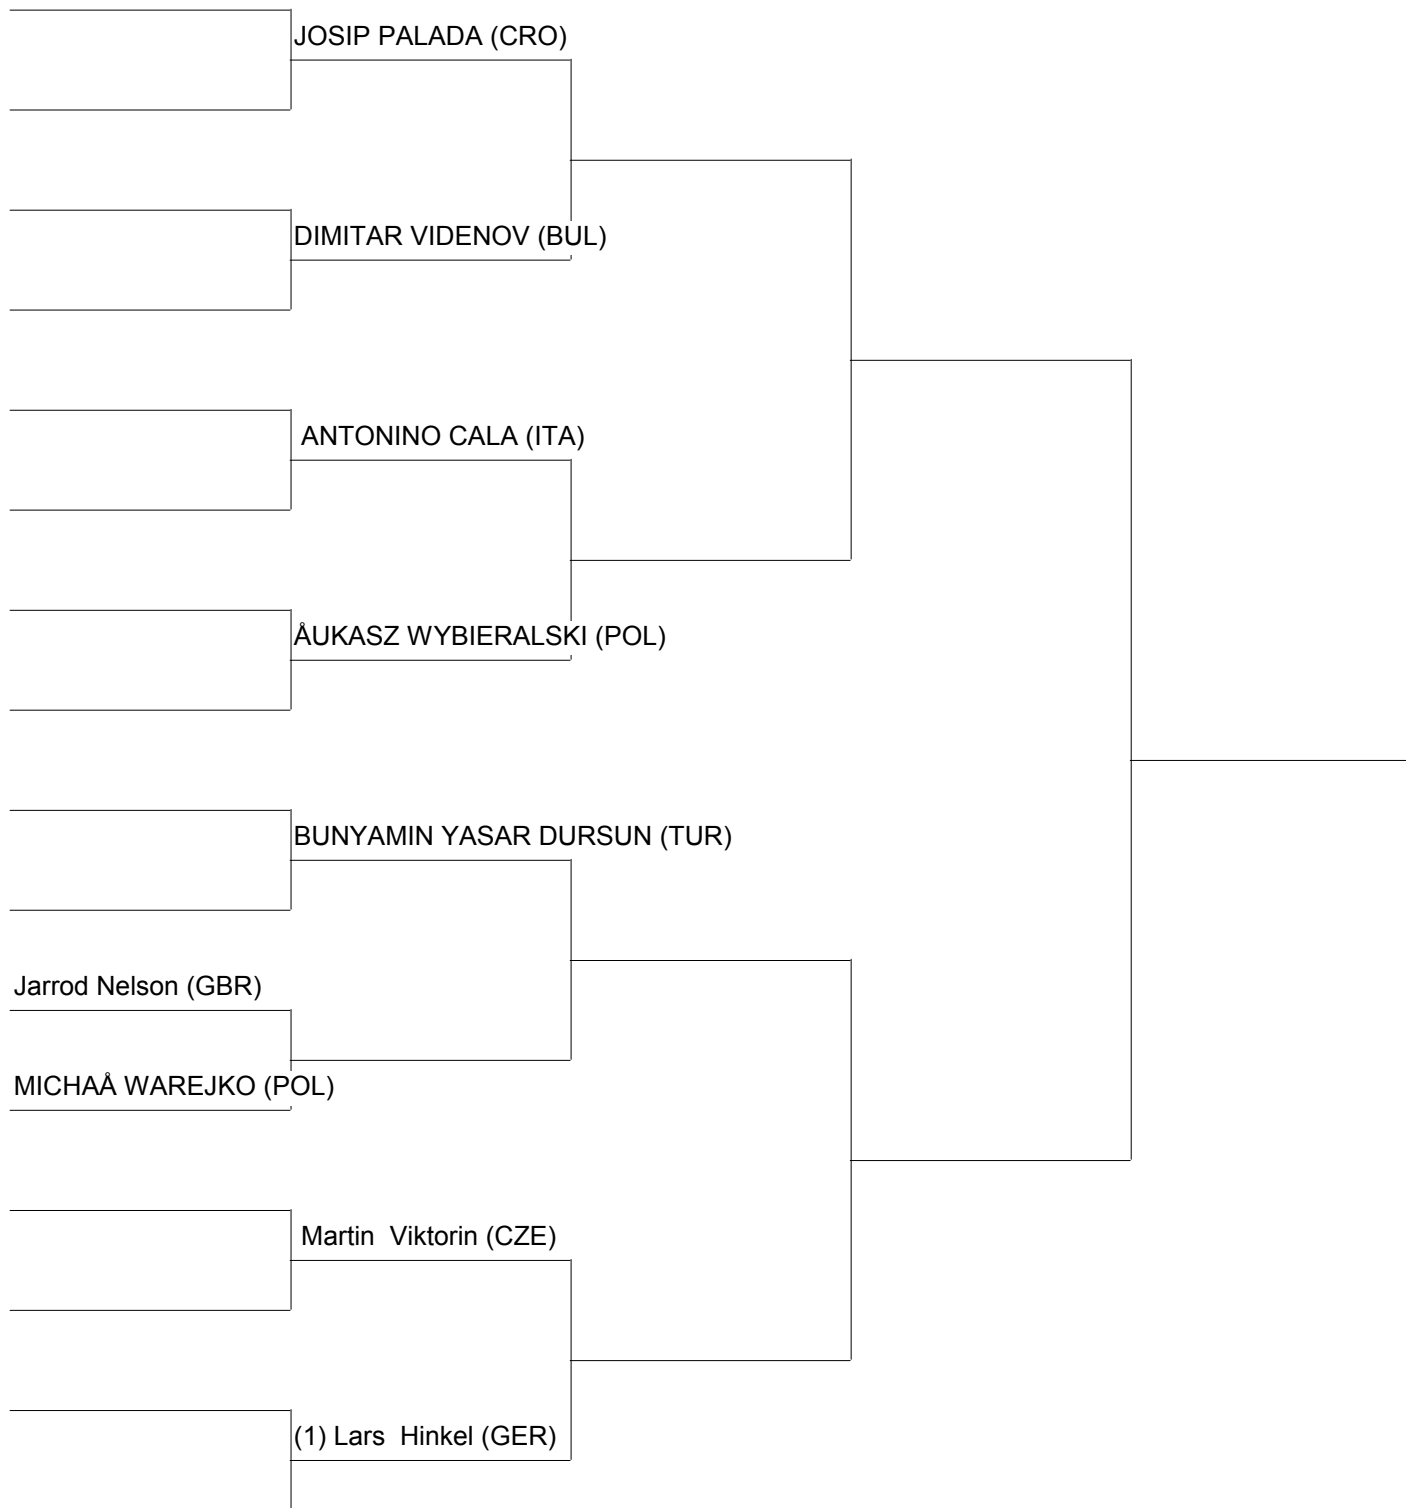 JOSIP PALADA (CRO)
DIMITAR VIDENOV (BUL)
ANTONINO CALA (ITA)
ÅUKASZ WYBIERALSKI (POL)
BUNYAMIN YASAR DURSUN (TUR)
Jarrod Nelson (GBR)
MICHAÅ WAREJKO (POL)
Martin  Viktorin (CZE)
(1) Lars  Hinkel (GER)